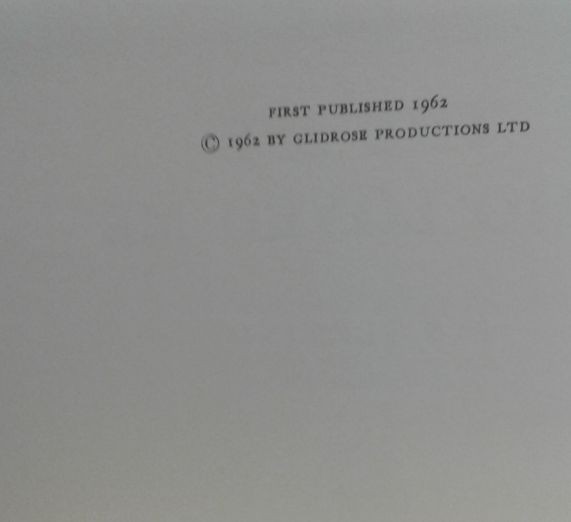 FIRST PUBLISHED 1962
© 1962 BY GLIDROSE PRODUCTIONS LTD